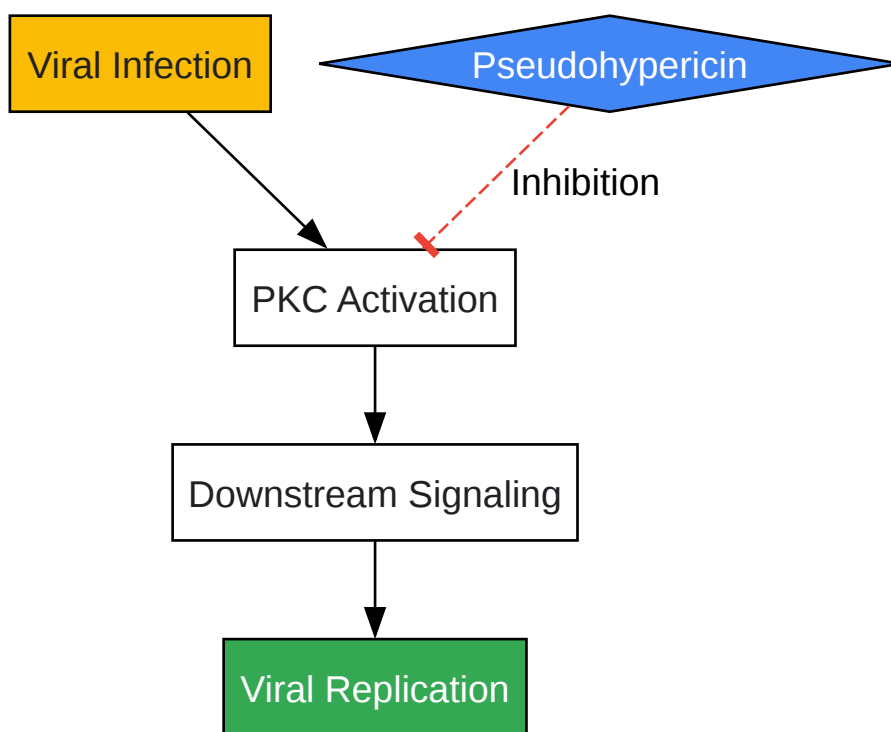 Viral Infection
Pseudohypericin
Inhibition
PKC Activation
Downstream Signaling
Viral Replication